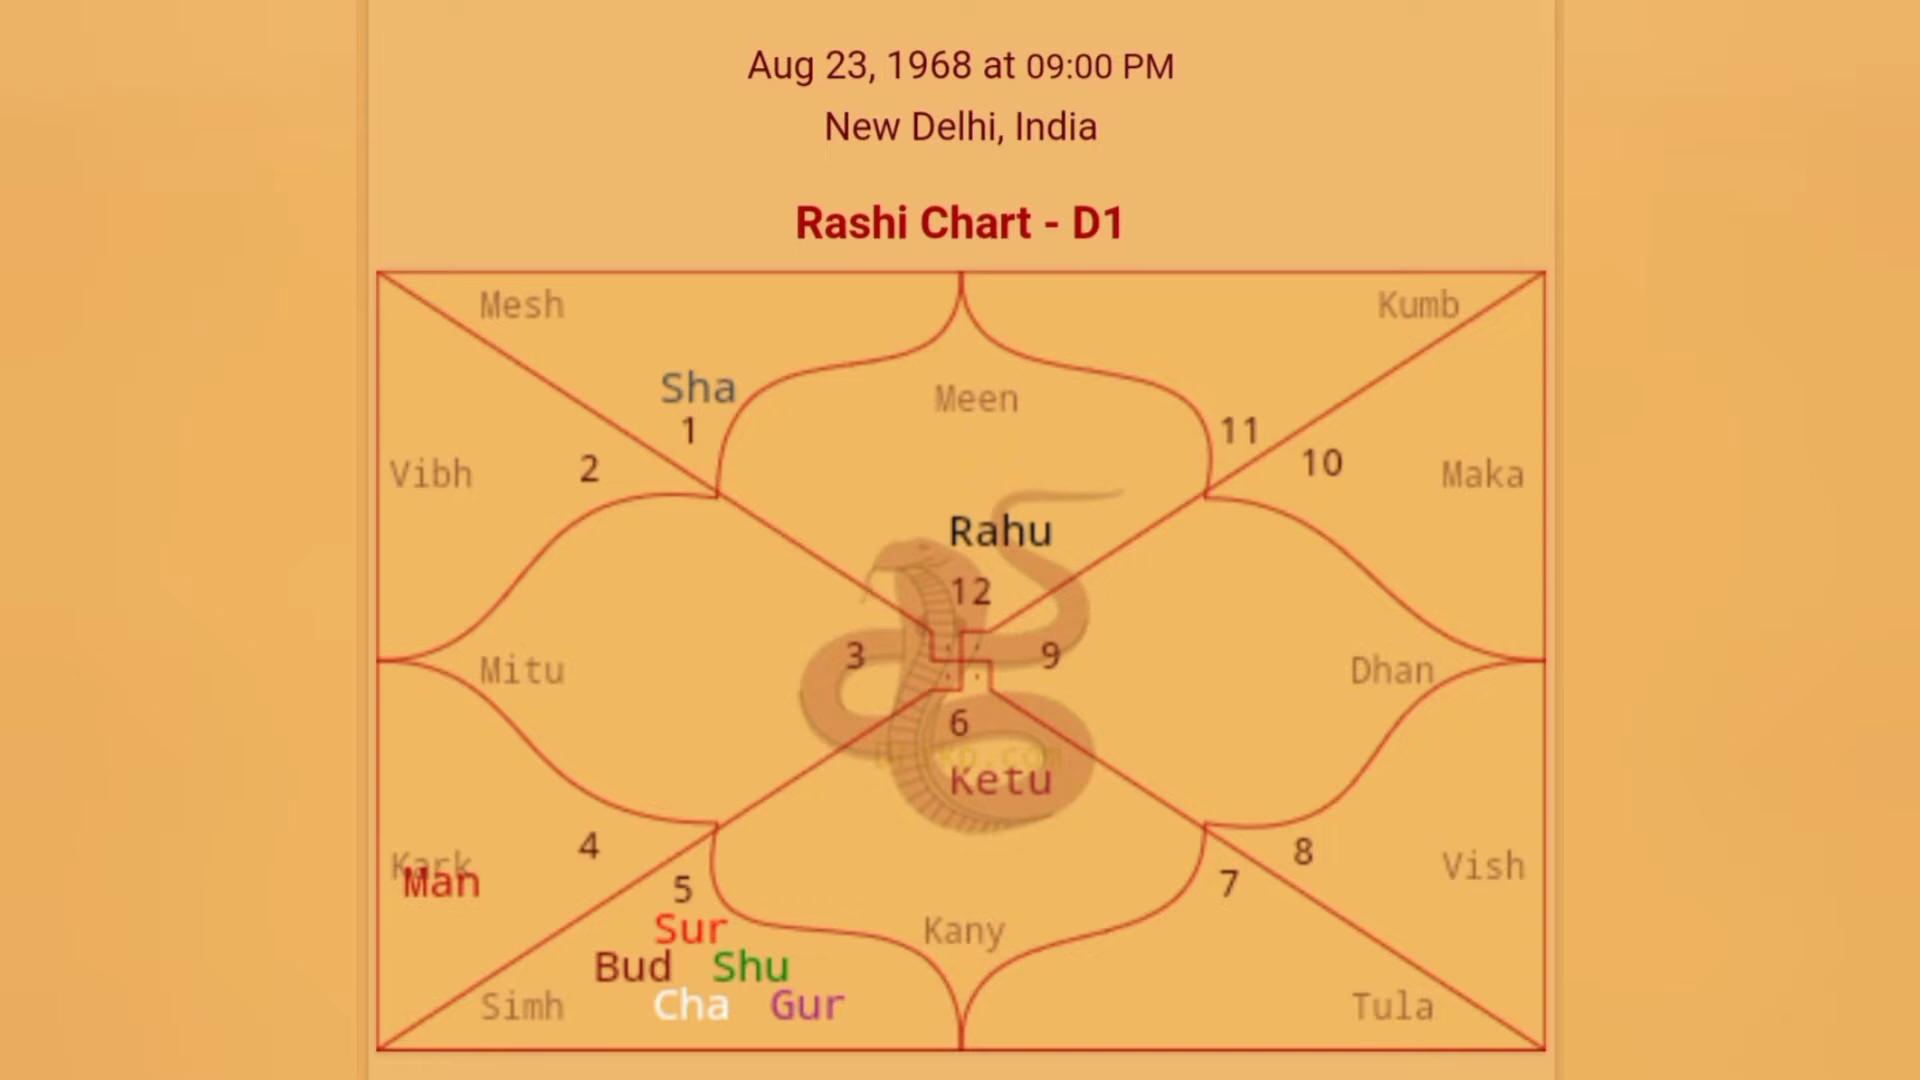 Aug 23, 1968 at 09:00 PM
New Delhi, India
Rashi Chart - D1
Mesh
Kumb
Sha
Meen
1
11
Vibh
2
10
Maka
Rahu
12
Mitu
3
9
Dhan
6
Ketu
Kark
Man
4
8
Vish
5
7
Sur
Kany
Bud Shu
Simh
Cha Gur
Tula